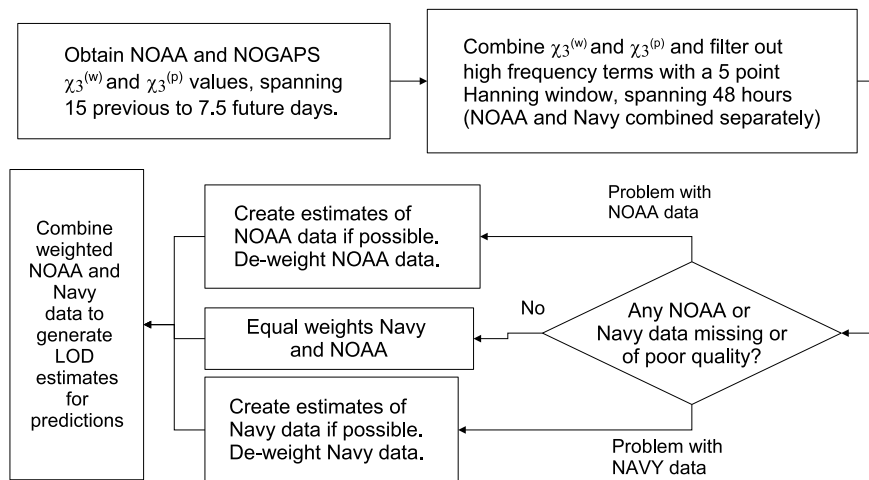 Obtain NOAA and NOGAPS
χ₃⁽ʷ⁾ and χ₃⁽ᵖ⁾ values, spanning
15 previous to 7.5 future days.
Combine χ₃⁽ʷ⁾ and χ₃⁽ᵖ⁾ and filter out
high frequency terms with a 5 point
Hanning window, spanning 48 hours
(NOAA and Navy combined separately)
Problem with
NOAA data
Any NOAA or
Navy data missing or
of poor quality?
No
Problem with
NAVY data
Create estimates of
NOAA data if possible.
De-weight NOAA data.
Equal weights Navy
and NOAA
Create estimates of
Navy data if possible.
De-weight Navy data.
Combine
weighted
NOAA and
Navy
data to
generate
LOD
estimates
for
predictions